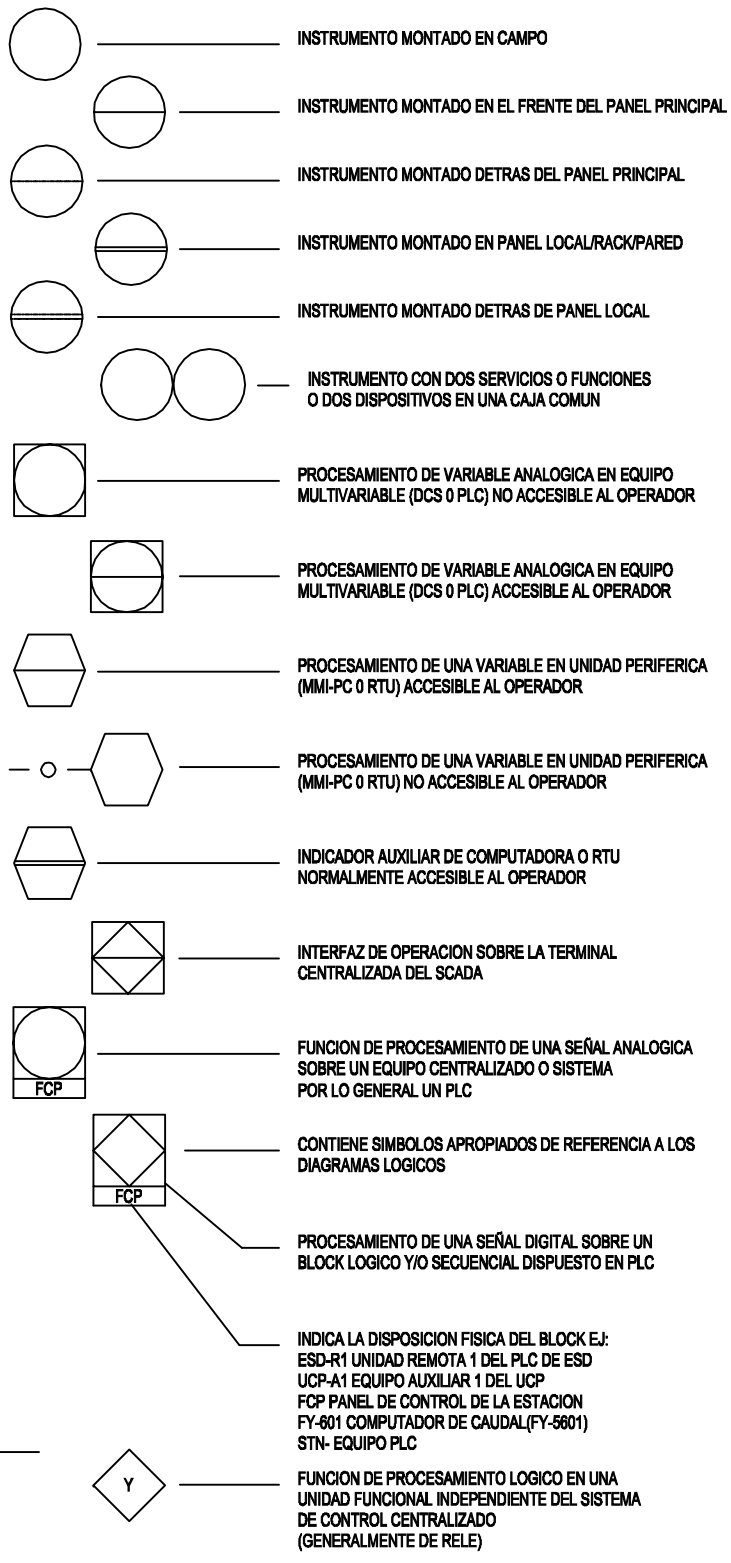 INSTRUMENTO MONTADO EN CAMPO
INSTRUMENTO MONTADO EN EL FRENTE DEL PANEL PRINCIPAL
INSTRUMENTO MONTADO DETRAS DEL PANEL PRINCIPAL
INSTRUMENTO MONTADO EN PANEL LOCAL/RACK/PARED
INSTRUMENTO MONTADO DETRAS DE PANEL LOCAL
INSTRUMENTO CON DOS SERVICIOS O FUNCIONES
O DOS DISPOSITIVOS EN UNA CAJA COMUN
PROCESAMIENTO DE VARIABLE ANALOGICA EN EQUIPO
MULTIVARIABLE (DCS 0 PLC) NO ACCESIBLE AL OPERADOR
PROCESAMIENTO DE VARIABLE ANALOGICA EN EQUIPO
MULTIVARIABLE (DCS 0 PLC) ACCESIBLE AL OPERADOR
PROCESAMIENTO DE UNA VARIABLE EN UNIDAD PERIFERICA
(MMI-PC 0 RTU) ACCESIBLE AL OPERADOR
PROCESAMIENTO DE UNA VARIABLE EN UNIDAD PERIFERICA
(MMI-PC 0 RTU) NO ACCESIBLE AL OPERADOR
INDICADOR AUXILIAR DE COMPUTADORA O RTU
NORMALMENTE ACCESIBLE AL OPERADOR
INTERFAZ DE OPERACION SOBRE LA TERMINAL
CENTRALIZADA DEL SCADA
FUNCION DE PROCESAMIENTO DE UNA SEÑAL ANALOGICA
SOBRE UN EQUIPO CENTRALIZADO O SISTEMA
POR LO GENERAL UN PLC
FCP
CONTIENE SIMBOLOS APROPIADOS DE REFERENCIA A LOS
DIAGRAMAS LOGICOS
FCP
PROCESAMIENTO DE UNA SEÑAL DIGITAL SOBRE UN
BLOCK LOGICO Y/O SECUENCIAL DISPUESTO EN PLC
INDICA LA DISPOSICION FISICA DEL BLOCK EJ:
ESD-R1 UNIDAD REMOTA 1 DEL PLC DE ESD
UCP-A1 EQUIPO AUXILIAR 1 DEL UCP
FCP PANEL DE CONTROL DE LA ESTACION
FY-601 COMPUTADOR DE CAUDAL(FY-5601)
STN- EQUIPO PLC
Y
FUNCION DE PROCESAMIENTO LOGICO EN UNA
UNIDAD FUNCIONAL INDEPENDIENTE DEL SISTEMA
DE CONTROL CENTRALIZADO
(GENERALMENTE DE RELE)